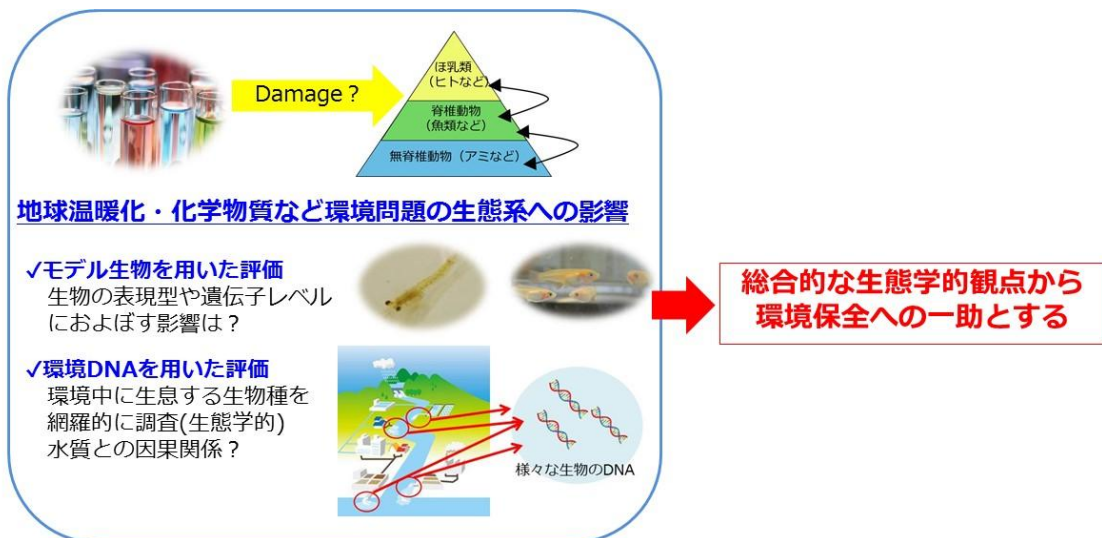 Damage？
ほ乳類
（ヒトなど）
脊椎動物
（魚類など）
無脊椎動物（アミなど）
地球温暖化・化学物質など環境問題の生態系への影響
✓モデル生物を用いた評価
生物の表現型や遺伝子レベル
におよぼす影響は？
✓環境DNAを用いた評価
環境中に生息する生物種を
網羅的に調査(生態学的)
水質との因果関係？
様々な生物のDNA
総合的な生態学的観点から
環境保全への一助とする